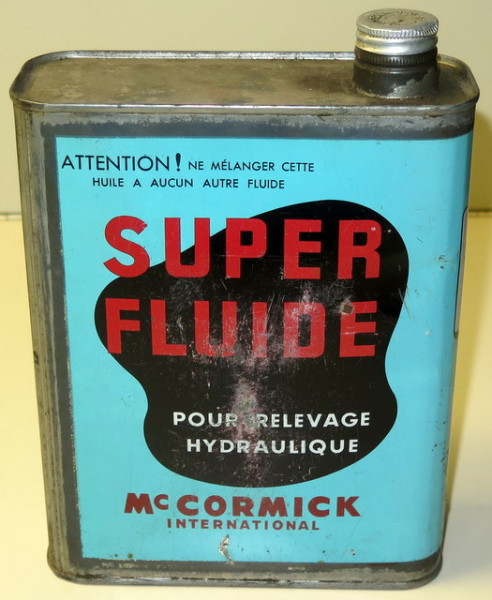 ATTENTION! NE MÉLANGER CETTE
HUILE A AUCUN AUTRE FLUIDE
SUPER
FLUIDE
POUR RELEVAGE
HYDRAULIQUE
McCORMICK
INTERNATIONAL